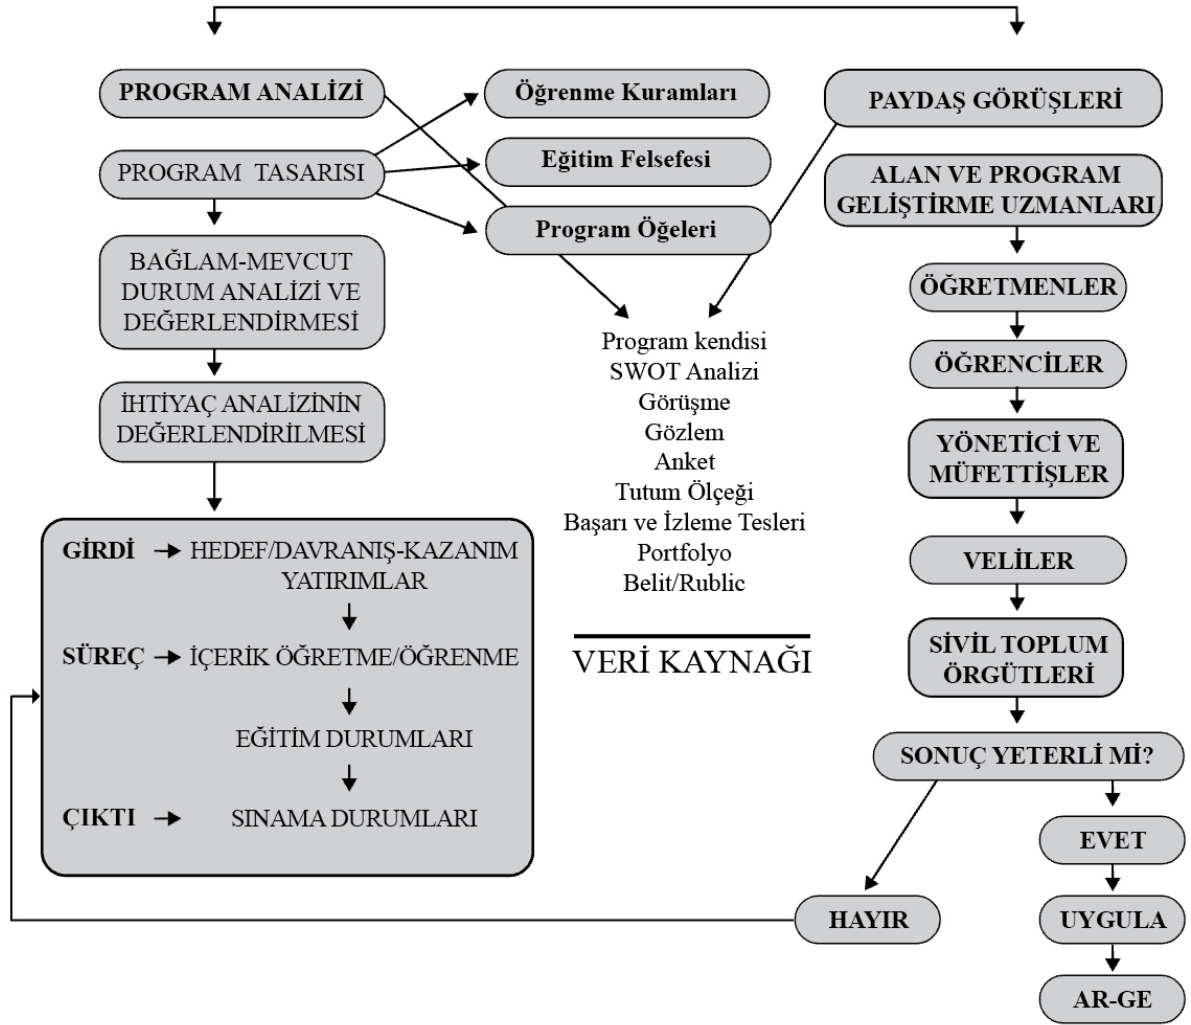 PROGRAM ANALİZİ
PROGRAM TASARISI
BAĞLAM-MEVCUT
DURUM ANALİZİ VE
DEĞERLENDİRMESİ
İHTİYAÇ ANALİZİNİN
DEĞERLENDİRİLMESİ
GİRDİ
HEDEF/DAVRANIŞ-KAZANIM
YATIRIMLAR
SÜREÇ
İÇERİK ÖĞRETME/ÖĞRENME
EĞİTİM DURUMLARI
ÇIKTI
SINAMA DURUMLARI
Öğrenme Kuramları
Eğitim Felsefesi
Program Öğeleri
Program kendisi
SWOT Analizi
Görüşme
Gözlem
Anket
Tutum Ölçeği
Başarı ve İzleme Tesleri
Portfolyo
Belit/Rublic
VERİ KAYNAĞI
PAYDAŞ GÖRÜŞLERİ
ALAN VE PROGRAM
GELİŞTİRME UZMANLARI
ÖĞRETMENLER
ÖĞRENCİLER
YÖNETİCİ VE
MÜFETTİŞLER
VELİLER
SİVİL TOPLUM
ÖRGÜTLERİ
SONUÇ YETERLİ Mİ?
HAYIR
EVET
UYGULA
AR-GE